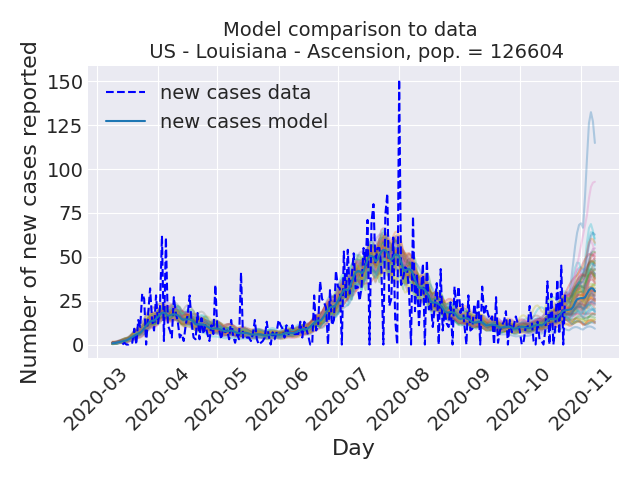 Model comparison to data
US - Louisiana - Ascension, pop. = 126604
Number of new cases reported
150
125
100
75
50
25
0
new cases data
new cases model
2020-03
2020-04
2020-05
2020-06
2020-07
2020-08
2020-09
2020-10
2020-11
Day